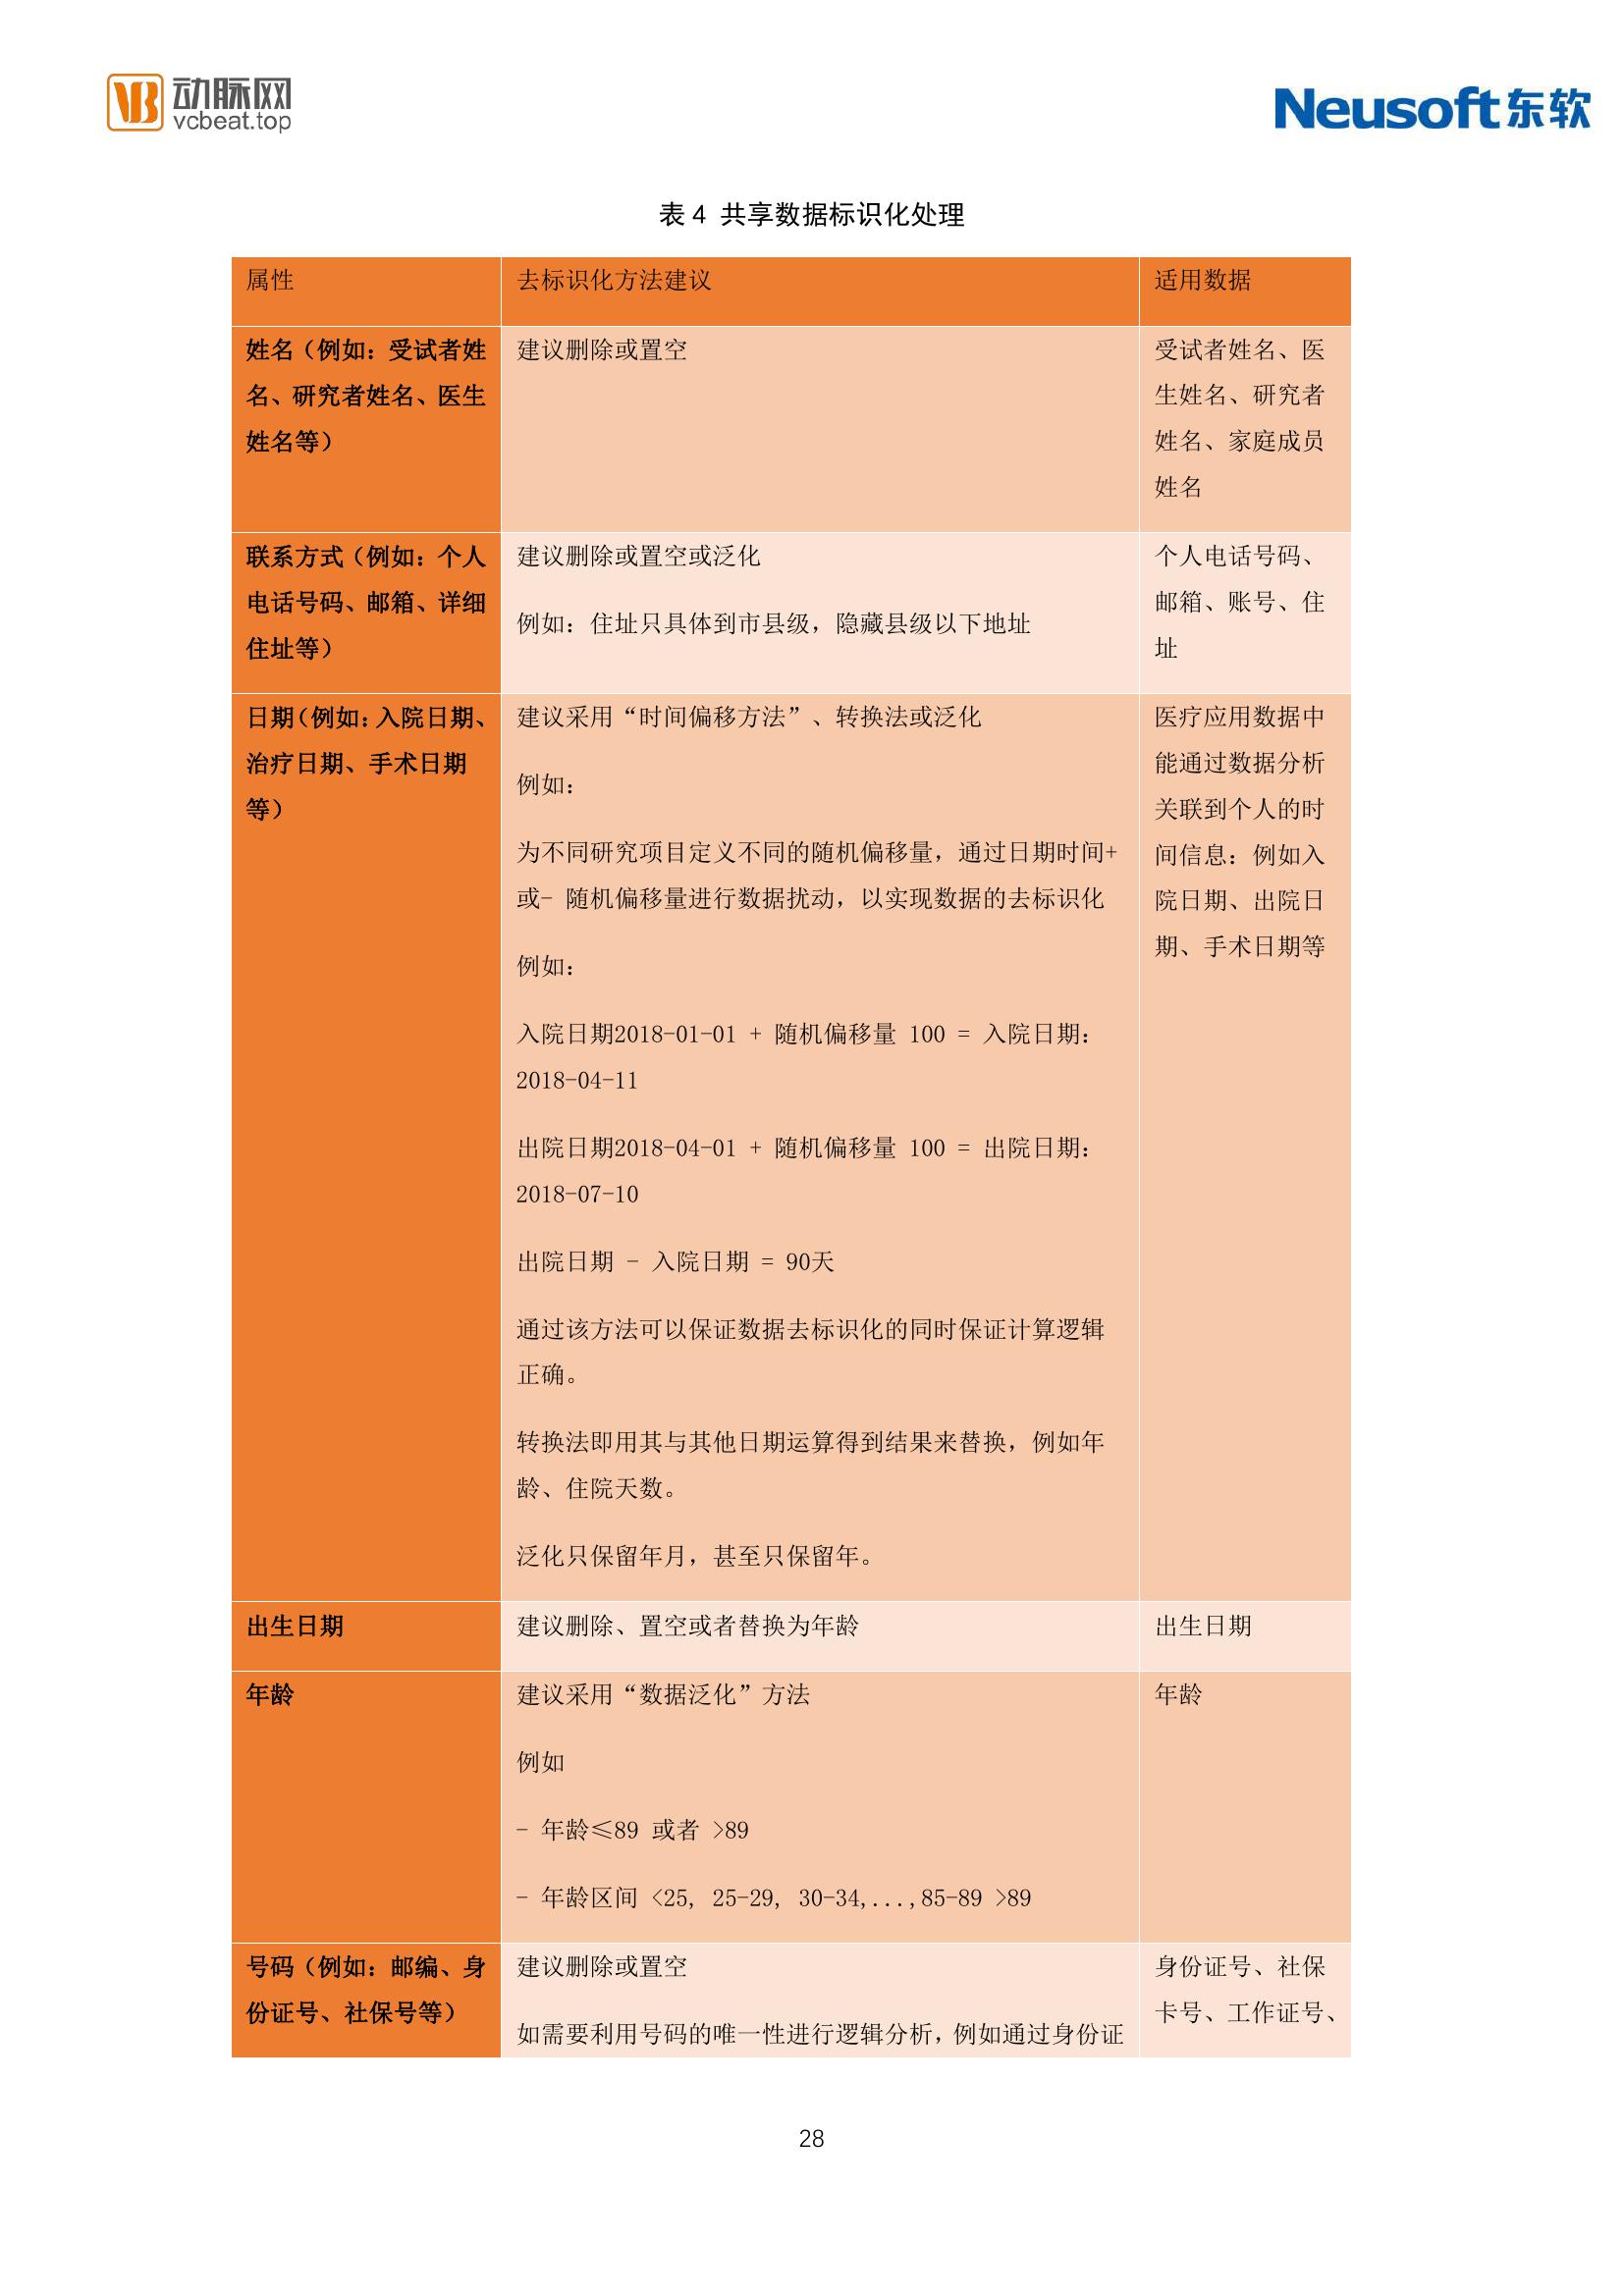 动脉网
vcbeat.top
Neusoft东软
表 4 共享数据标识化处理
属性
去标识化方法建议
适用数据
姓名（例如：受试者姓
名、研究者姓名、医生
姓名等）
建议删除或置空
受试者姓名、医
生姓名、研究者
姓名、家庭成员
姓名
联系方式（例如：个人
电话号码、邮箱、详细
住址等）
建议删除或置空或泛化
例如：住址只具体到市县级，隐藏县级以下地址
个人电话号码、
邮箱、账号、住
址
日期（例如：入院日期、
治疗日期、手术日期
等）
建议采用“时间偏移方法”、转换法或泛化
例如：
为不同研究项目定义不同的随机偏移量，通过日期时间+
或- 随机偏移量进行数据扰动，以实现数据的去标识化
例如：
入院日期2018-01-01 + 随机偏移量 100 = 入院日期：
2018-04-11
出院日期2018-04-01 + 随机偏移量 100 = 出院日期：
2018-07-10
出院日期 - 入院日期 = 90天
通过该方法可以保证数据去标识化的同时保证计算逻辑
正确。
转换法即用其与其他日期运算得到结果来替换，例如年
龄、住院天数。
泛化只保留年月，甚至只保留年。
医疗应用数据中
能通过数据分析
关联到个人的时
间信息：例如入
院日期、出院日
期、手术日期等
出生日期
建议删除、置空或者替换为年龄
出生日期
年龄
建议采用“数据泛化”方法
例如
- 年龄≤89 或者 >89
- 年龄区间 <25, 25-29, 30-34,...,85-89 >89
年龄
号码（例如：邮编、身
份证号、社保号等）
建议删除或置空
如需要利用号码的唯一性进行逻辑分析，例如通过身份证
身份证号、社保
卡号、工作证号、
28